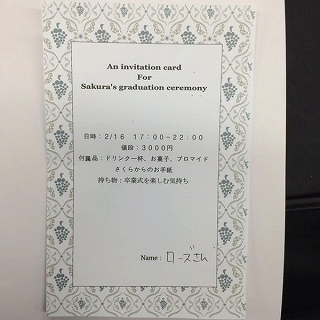 An invitation card
For
Sakura's graduation ceremony
日時：2/16　17：00～22：00
値段：3000円
付属品：ドリンク一杯、お菓子、ブロマイド
さくらからのお手紙
持ち物：卒業式を楽しむ気持ち
Name：ローズさん